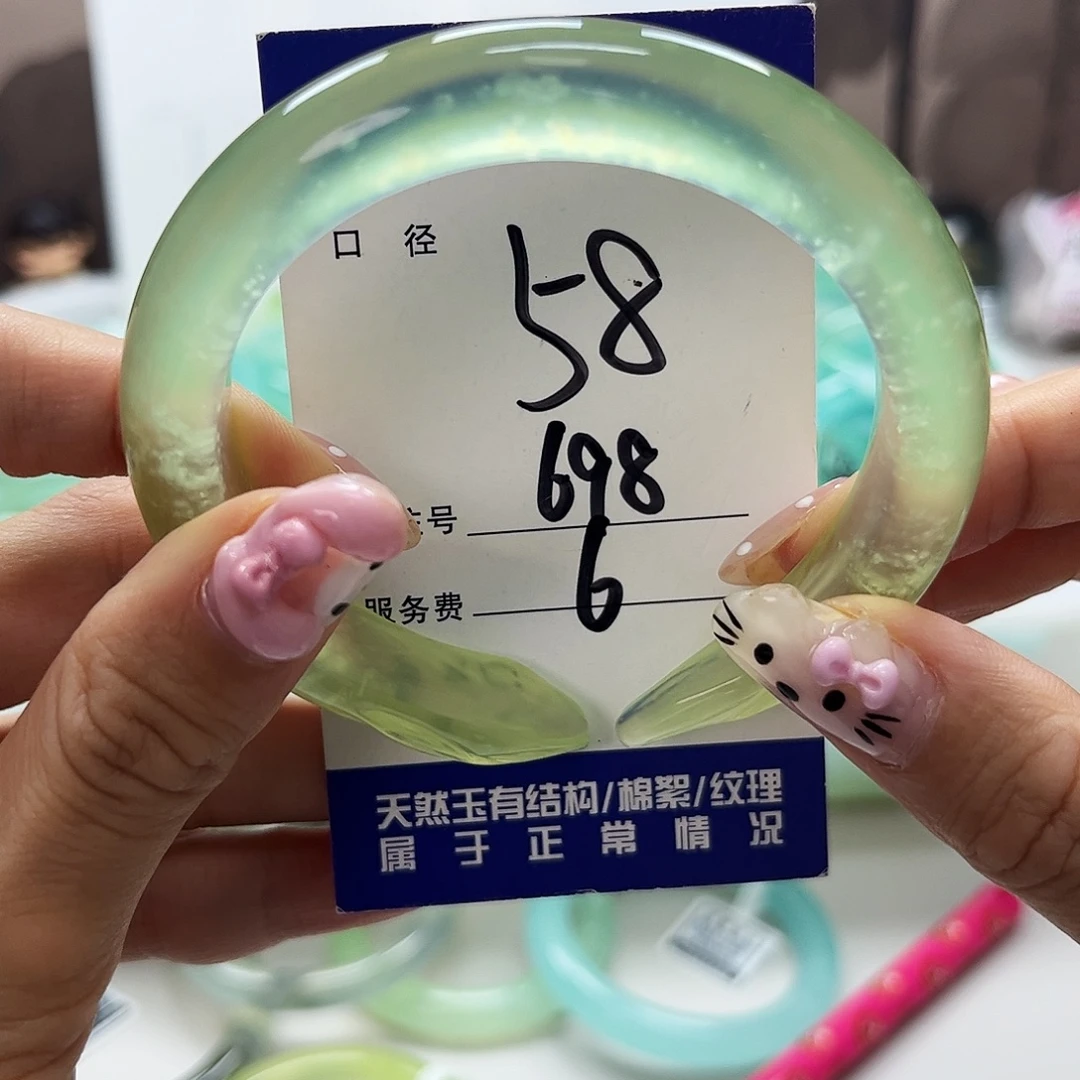 口径 58
698
号
服务费 6
天然玉有结构/棉絮/纹理
属于正常情况